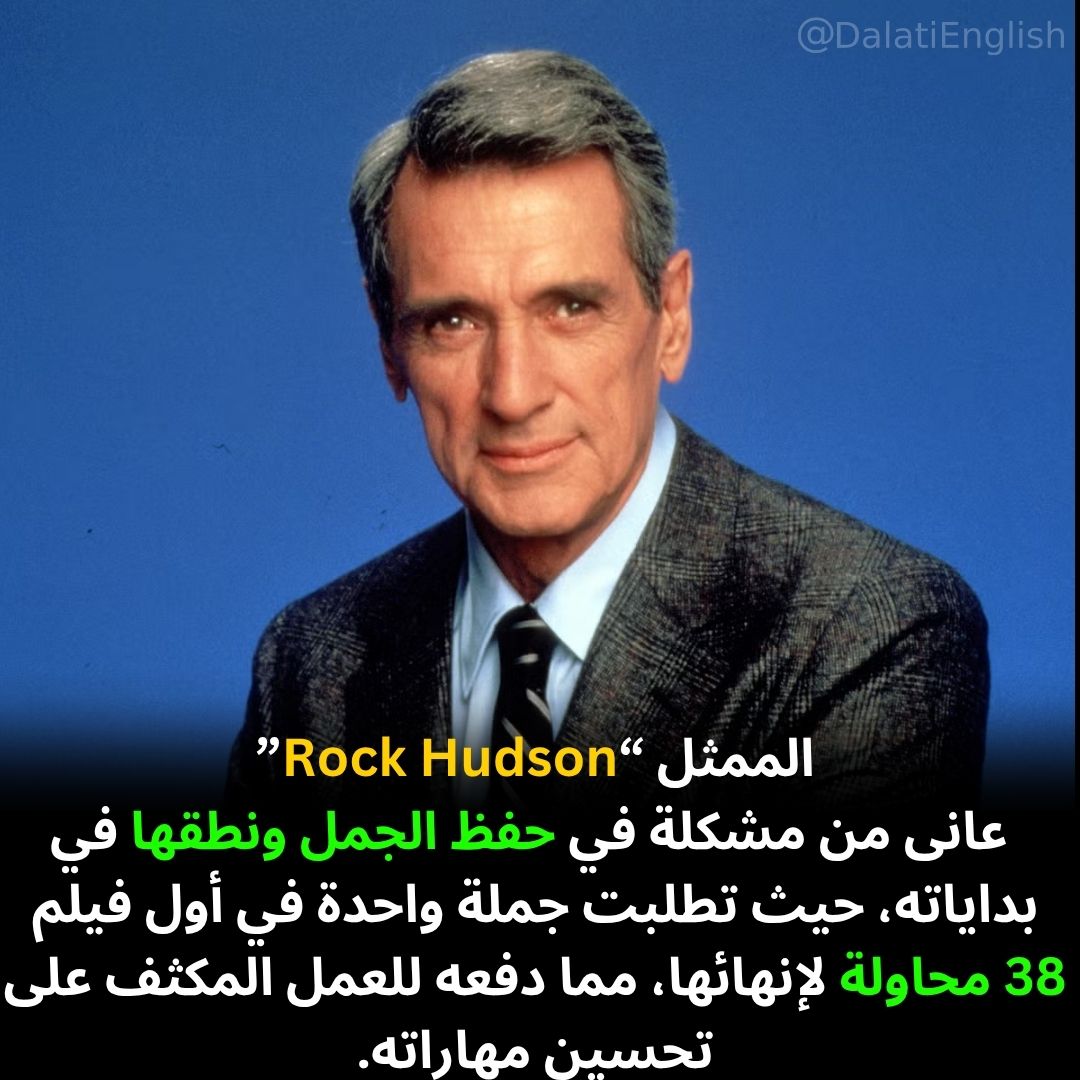 @DalatiEnglish
الممثل “Rock Hudson”
عانى من مشكلة في حفظ الجمل ونطقها في
بداياته، حيث تطلبت جملة واحدة في أول فيلم
38 محاولة لإنهائها، مما دفعه للعمل المكثف على
تحسين مهاراته.